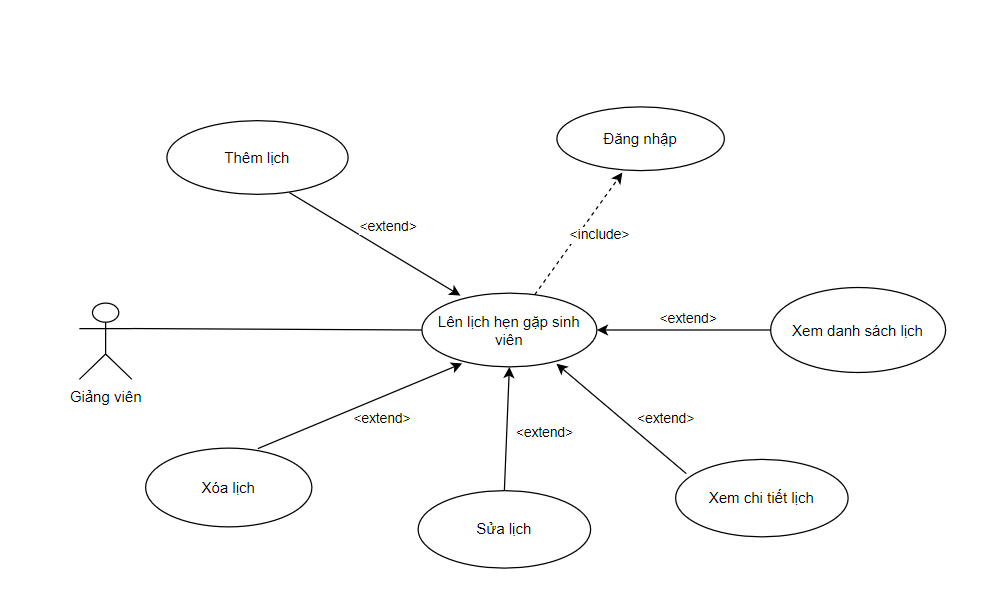 Đăng nhập
Thêm lịch
<extend>
<include>
Lên lịch hẹn gặp sinh
viên
<extend>
Xem danh sách lịch
Giảng viên
<extend>
<extend>
<extend>
Xóa lịch
Sửa lịch
Xem chi tiết lịch